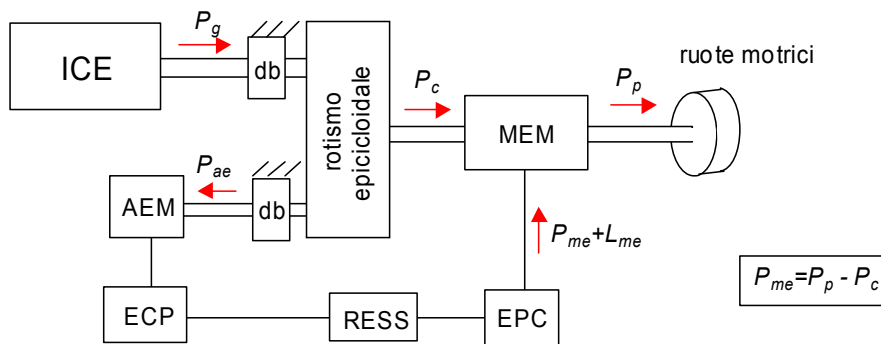 P_g
ICE
db
rotismo
epicicloidale
P_c
MEM
P_p
ruote motrici
P_ae
AEM
db
P_me+L_me
P_me=P_p - P_c
ECP
RESS
EPC